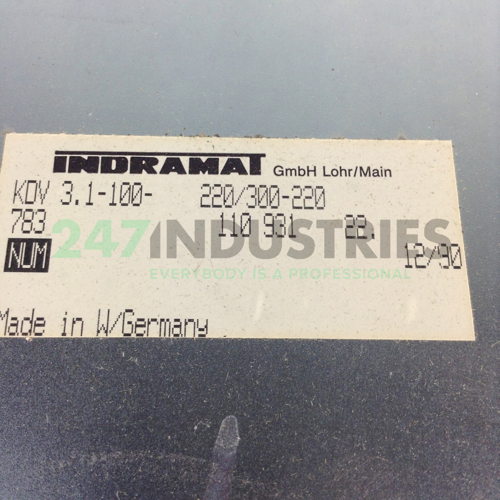 INDRAMAT GmbH Lohr/Main
KDV 3.1-100- 220/300-220
783 110 931 22.
247INDUSTRIES
NUM 12/90
EVERYBODY IS A PROFESSIONAL
Made in W/Germany